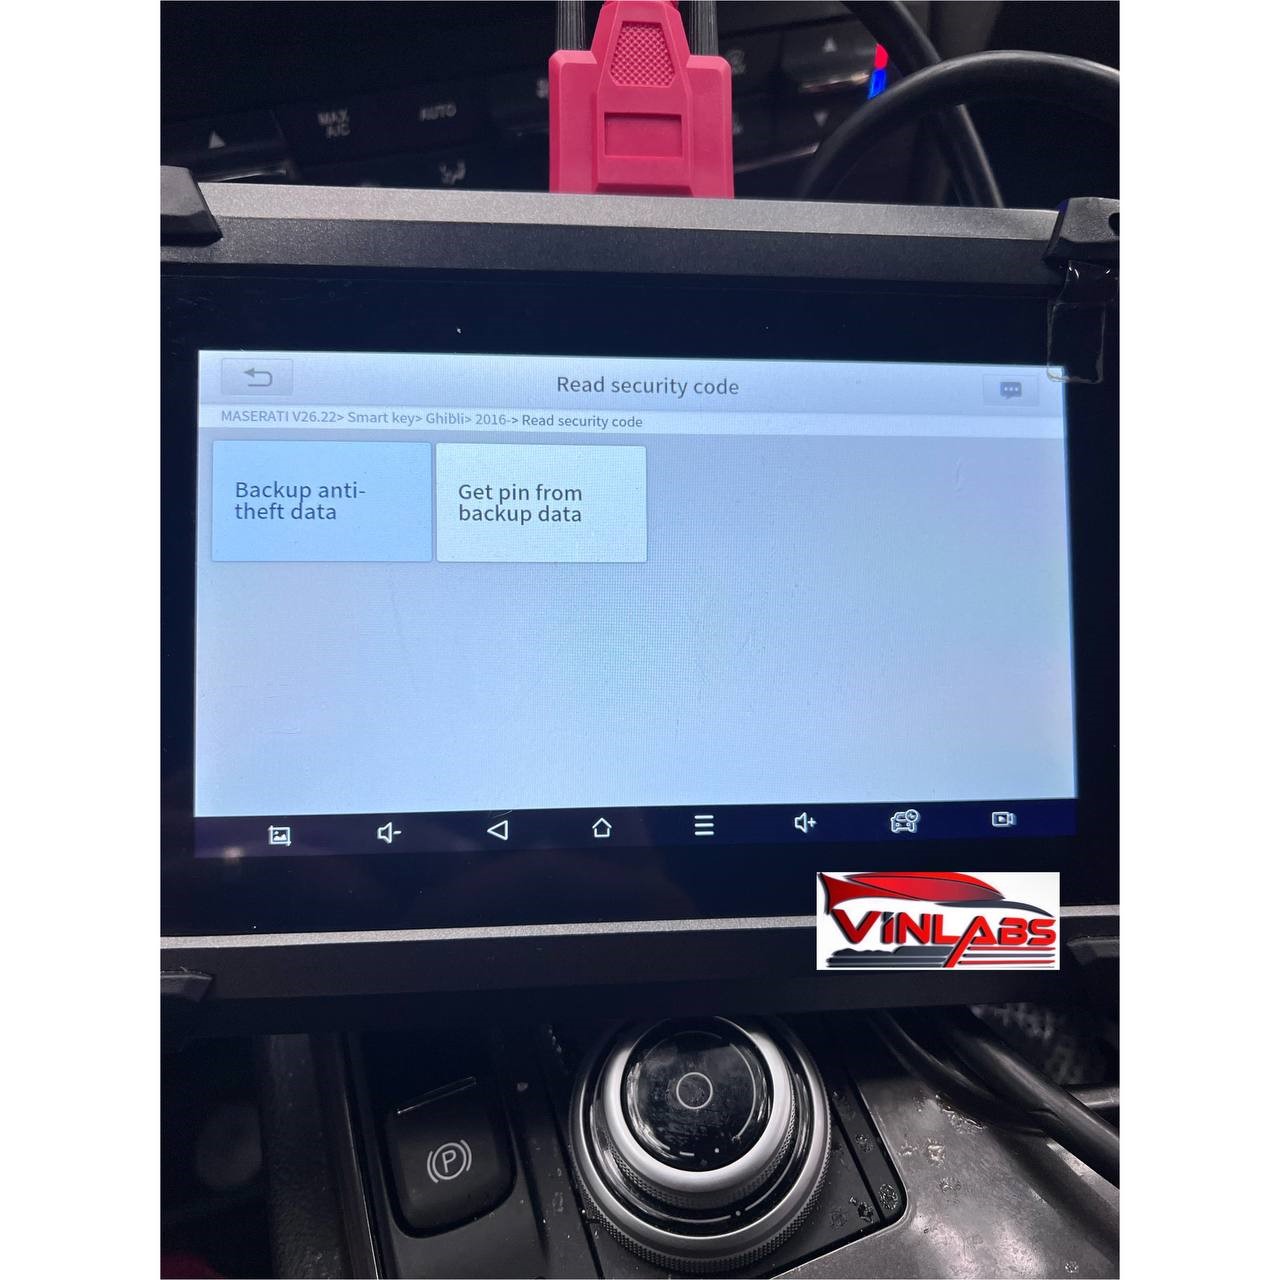 MAX
A/C
AUTO
Read security code
MASERATI V26.22> Smart key> Ghibli> 2016-> Read security code
Backup anti-
theft data
Get pin from
backup data
ViNLABS
P